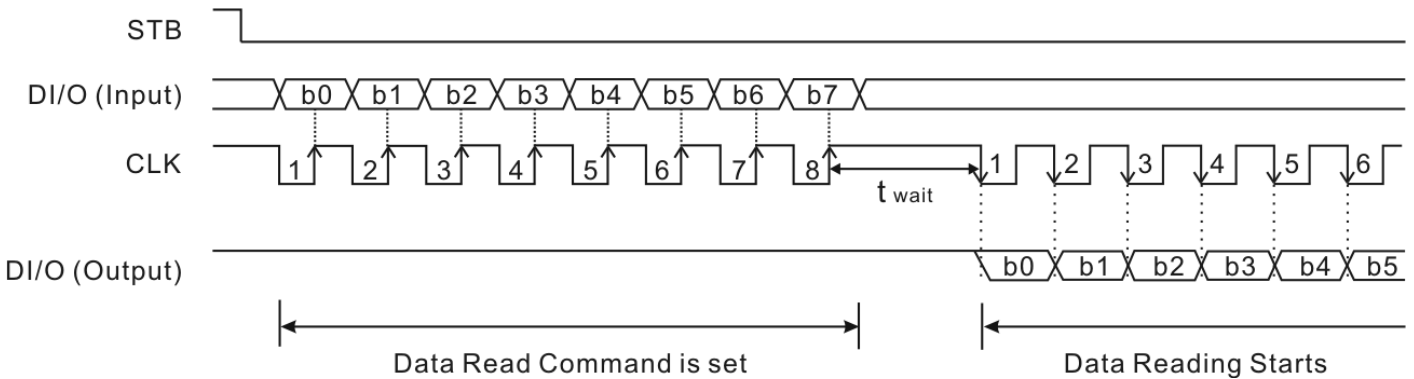 STB
DI/O (Input) b0 b1 b2 b3 b4 b5 b6 b7
CLK 1 2 3 4 5 6 7 8 1 2 3 4 5 6
t wait
DI/O (Output) b0 b1 b2 b3 b4 b5
Data Read Command is set Data Reading Starts